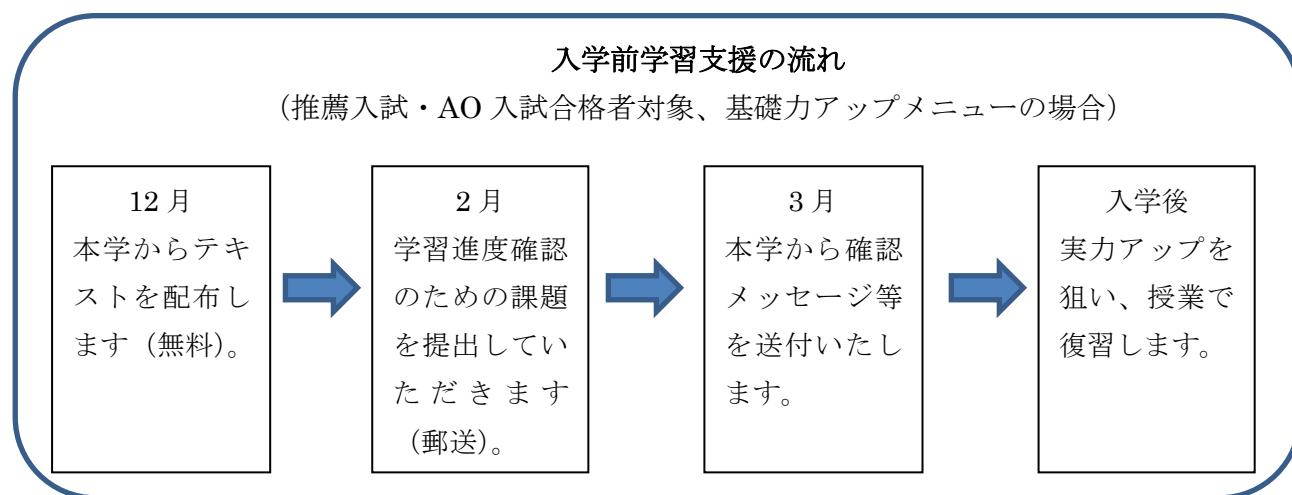 入学前学習支援の流れ
（推薦入試・AO 入試合格者対象、基礎力アップメニューの場合）
12 月
本学からテキ
ストを配布し
ます（無料）。
2 月
学習進度確認
のための課題
を提出してい
ただきます
（郵送）。
3 月
本学から確認
メッセージ等
を送付いたし
ます。
入学後
実力アップを
狙い、授業で
復習します。